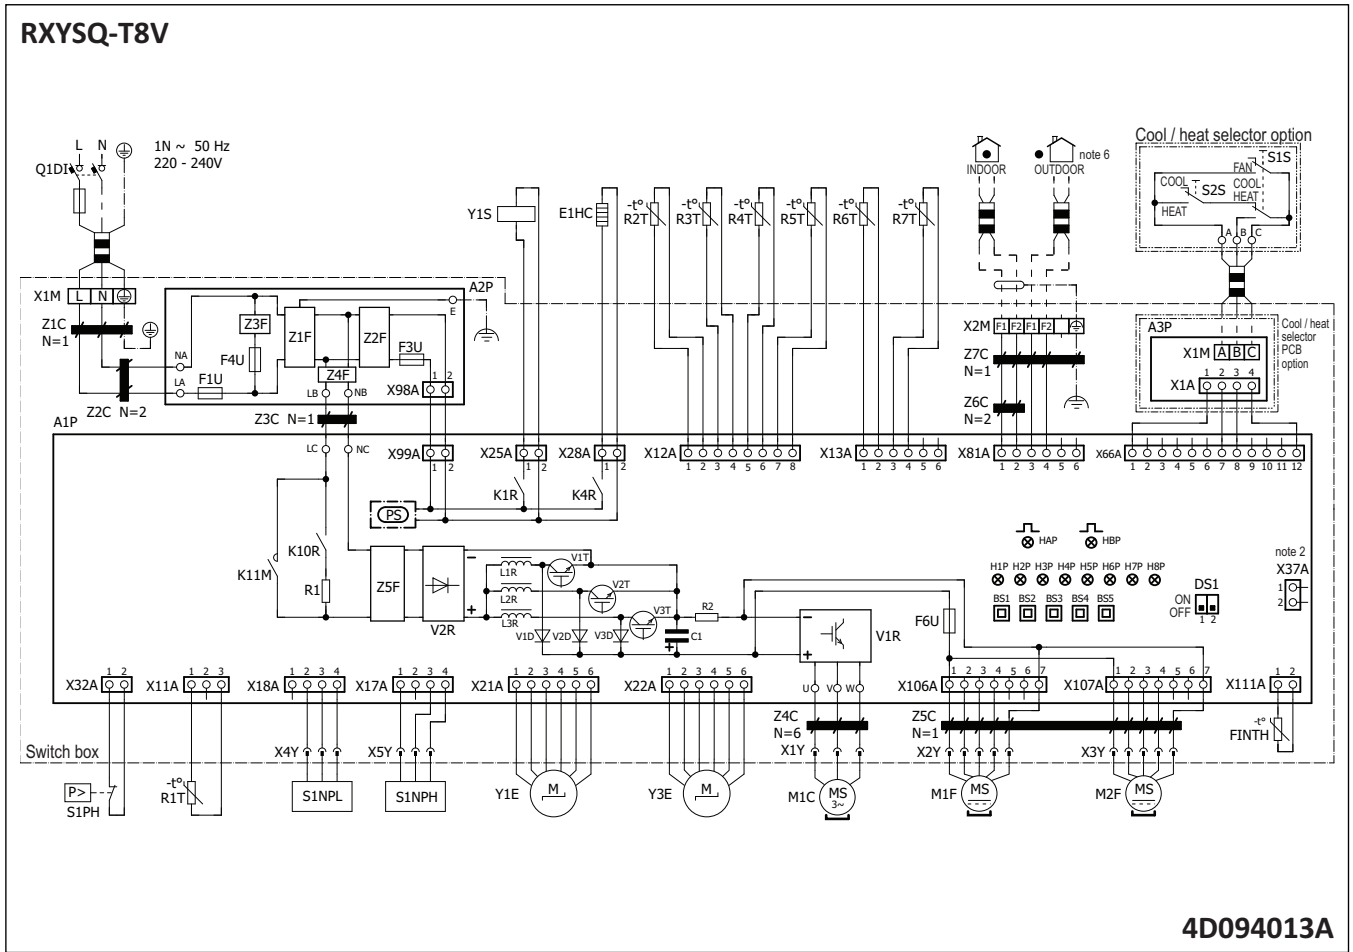 RXYSQ-T8V
L N
1N ~ 50 Hz
220 - 240V
Q1DI
Cool / heat selector option
S1S
FAN
COOL S2S COOL
HEAT HEAT
A B C
INDOOR OUTDOOR note 6
Y1S E1HC
-t° -t° -t° -t° -t° -t°
R2T R3T R4T R5T R6T R7T
X1M L N
A2P
E
Z1C
N=1
Z3F Z1F Z2F
NA F4U F3U
LA F1U Z4F
1 2
X98A
LB NB
Z2C N=2
Z3C N=1
X2M F1 F2 F1 F2
Z7C
N=1
Z6C
N=2
A3P
Cool / heat
selector
PCB
option
X1M A B C
1 2 3 4
X1A
A1P
LC NC
X99A X25A X28A X12A X13A X81A X66A
1 2 1 2 1 2 1 2 3 4 5 6 7 8 1 2 3 4 5 6 1 2 3 4 5 6 1 2 3 4 5 6 7 8 9 10 11 12
K1R K4R
PS
HAP HBP
K10R
K11M
R1
Z5F
V2R
- +
L1R L2R L3R
V1T V2T V3T
V1D V2D V3D
C1 +
R2
- +
V1R
F6U
H1P H2P H3P H4P H5P H6P H7P H8P
BS1 BS2 BS3 BS4 BS5
DS1
ON
OFF
1 2
note 2
X37A
1
2
U V W
1 2 1 2 3 1 2 3 4 1 2 3 4 1 2 3 4 5 6 1 2 3 4 5 6 1 2 3 4 5 6 7 1 2 3 4 5 6 7 1 2
X32A X11A X18A X17A X21A X22A X106A X107A X111A
Z4C
N=6
Z5C
N=1
-t°
FINTH
Switch box
X4Y X5Y X1Y X2Y X3Y
P>
S1PH
-t°
R1T
S1NPL S1NPH
Y1E M
Y3E M
M1C MS
3~
M1F MS
M2F MS
4D094013A